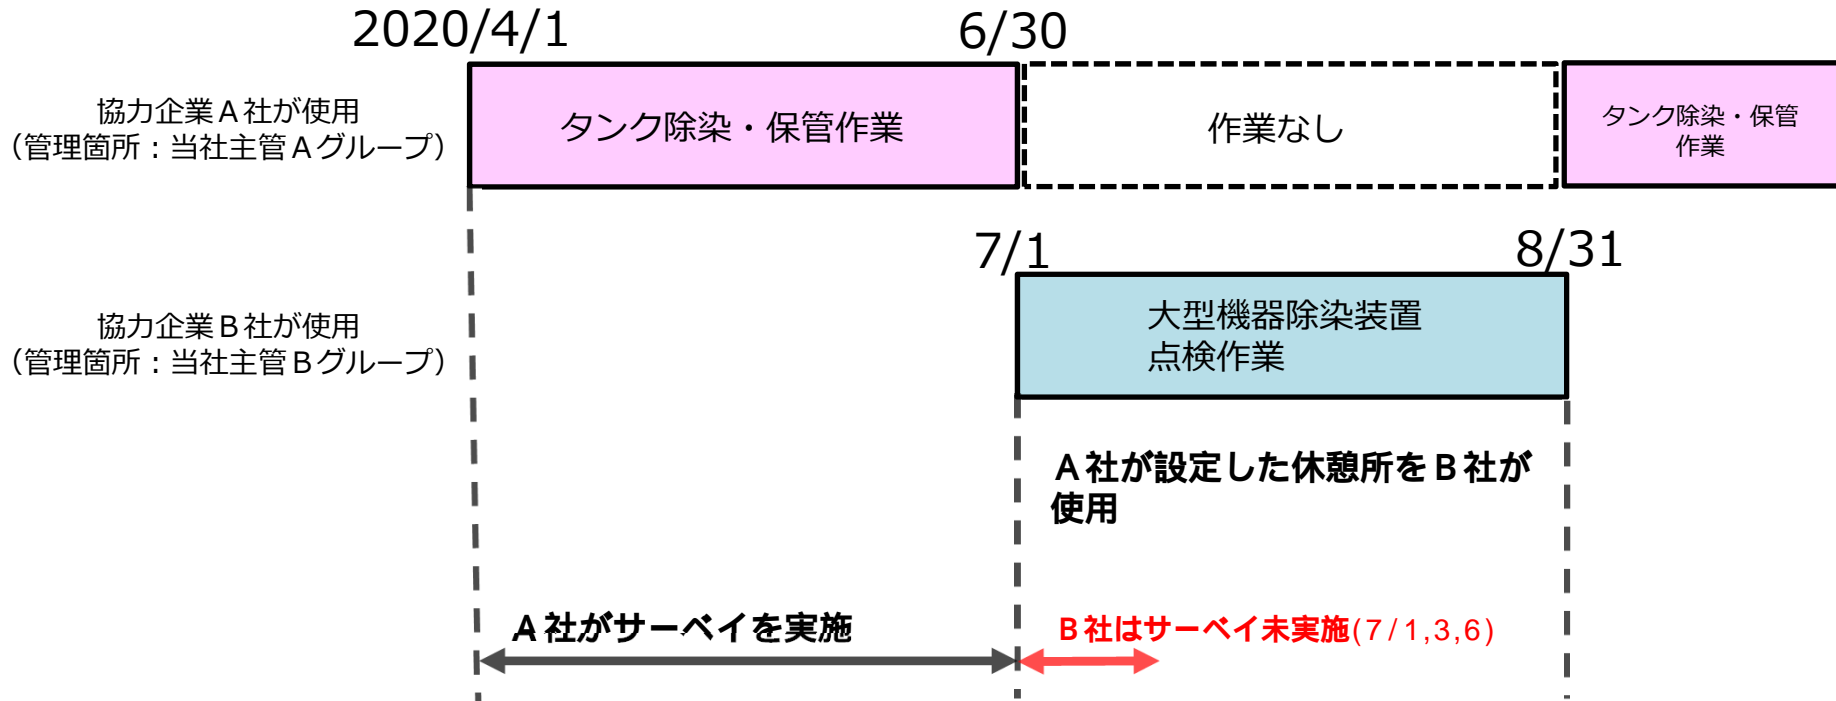 2020/4/1
6/30
協力企業A社が使用
（管理箇所：当社主管Aグループ）
タンク除染・保管作業
作業なし
タンク除染・保管
作業
7/1
8/31
協力企業B社が使用
（管理箇所：当社主管Bグループ）
大型機器除染装置
点検作業
A社が設定した休憩所をB社が
使用
A社がサーベイを実施
B社はサーベイ未実施(7/1,3,6)